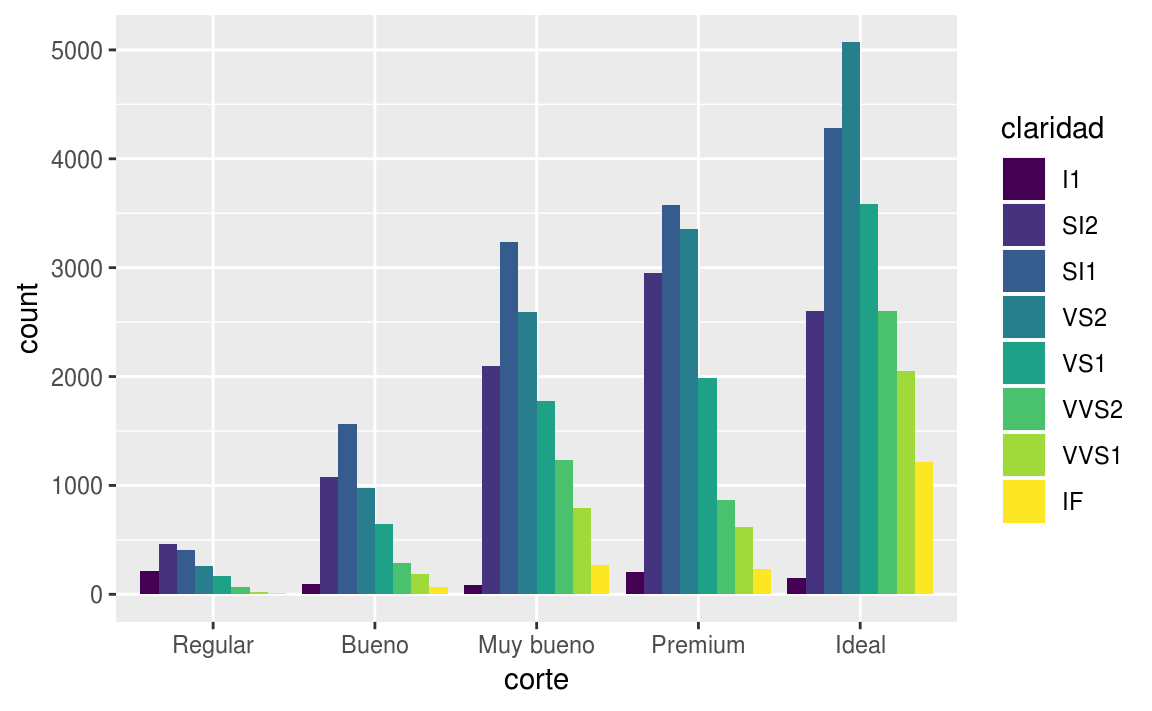 5000
4000
3000
2000
1000
0
count
Regular
Bueno
Muy bueno
Premium
Ideal
corte
claridad
I1
SI2
SI1
VS2
VS1
VVS2
VVS1
IF